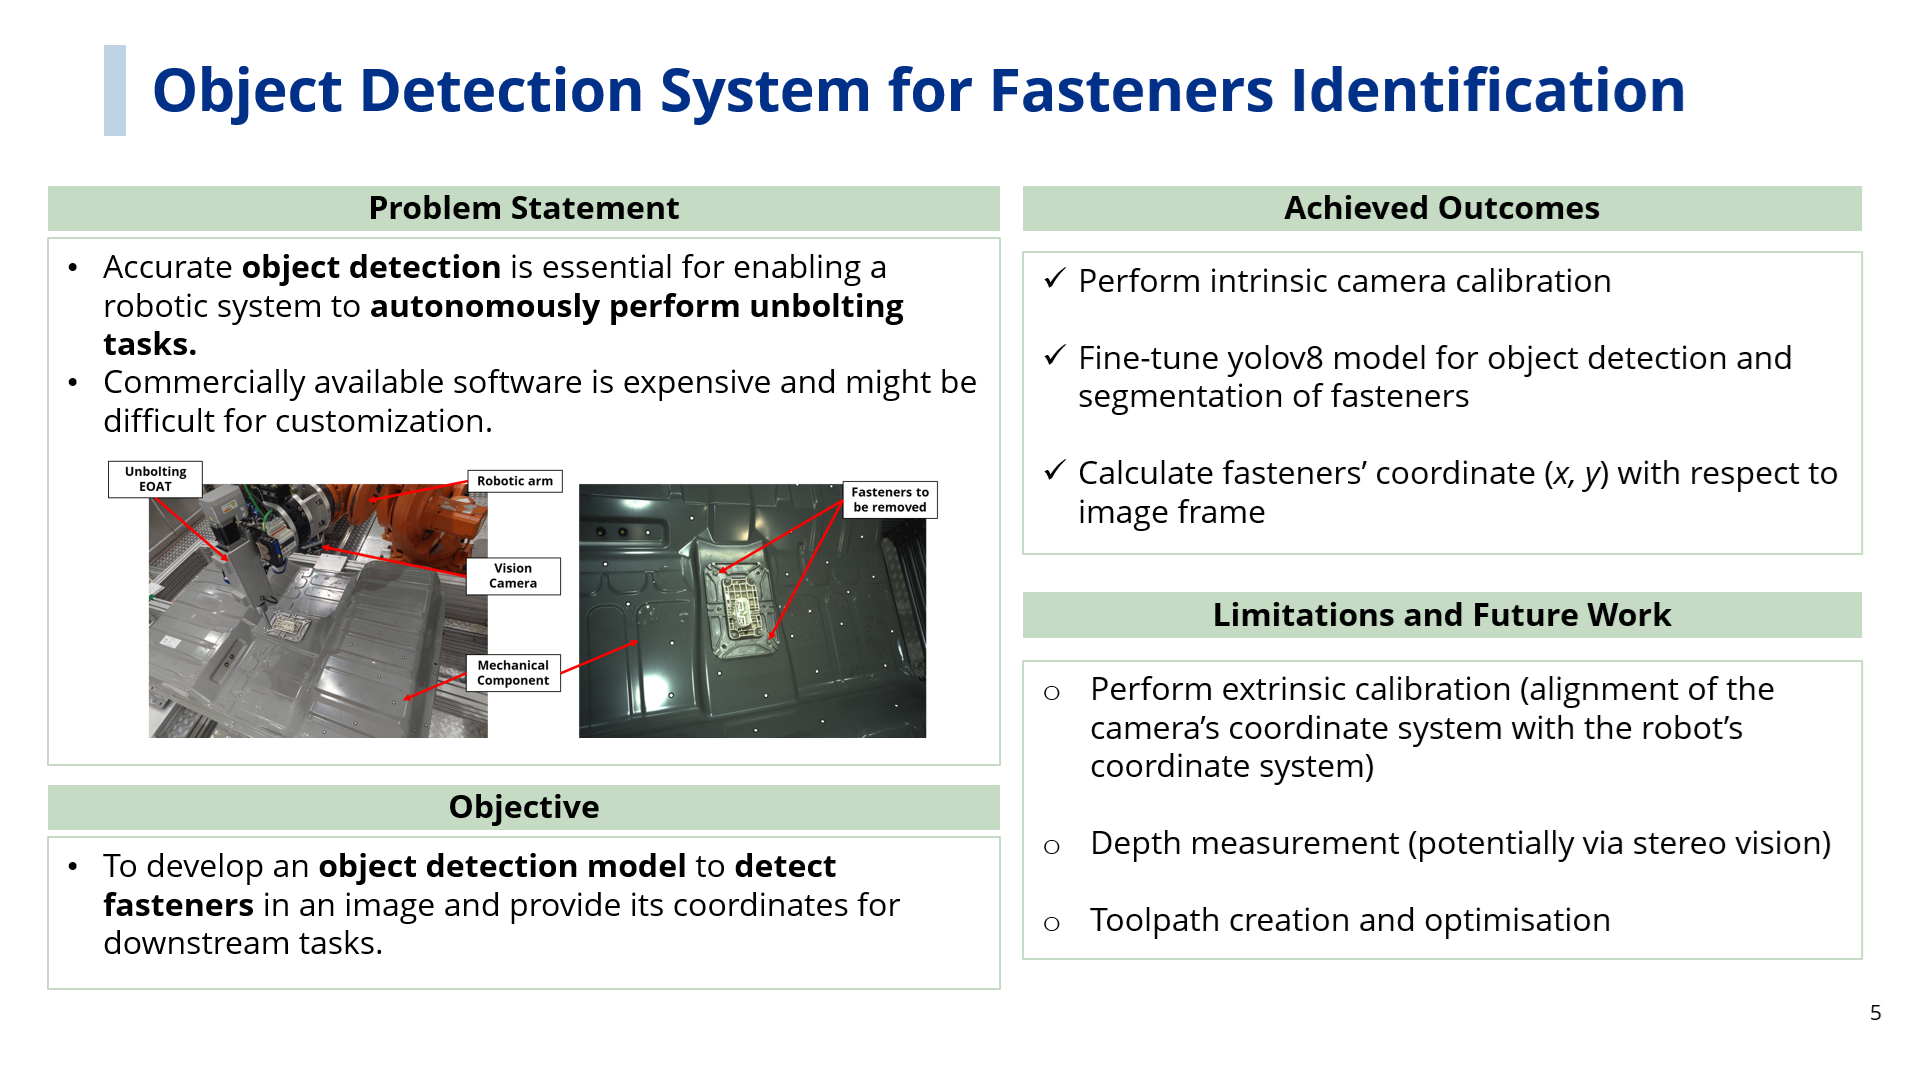 Object Detection System for Fasteners Identification
Problem Statement
• Accurate object detection is essential for enabling a
robotic system to autonomously perform unbolting
tasks.
• Commercially available software is expensive and might be
difficult for customization.
Unbolting
EOAT
Robotic arm
Vision
Camera
Mechanical
Component
Fasteners to
be removed
Objective
• To develop an object detection model to detect
fasteners in an image and provide its coordinates for
downstream tasks.
Achieved Outcomes
✓ Perform intrinsic camera calibration
✓ Fine-tune yolov8 model for object detection and
segmentation of fasteners
✓ Calculate fasteners’ coordinate (x, y) with respect to
image frame
Limitations and Future Work
o Perform extrinsic calibration (alignment of the
camera’s coordinate system with the robot’s
coordinate system)
o Depth measurement (potentially via stereo vision)
o Toolpath creation and optimisation
5